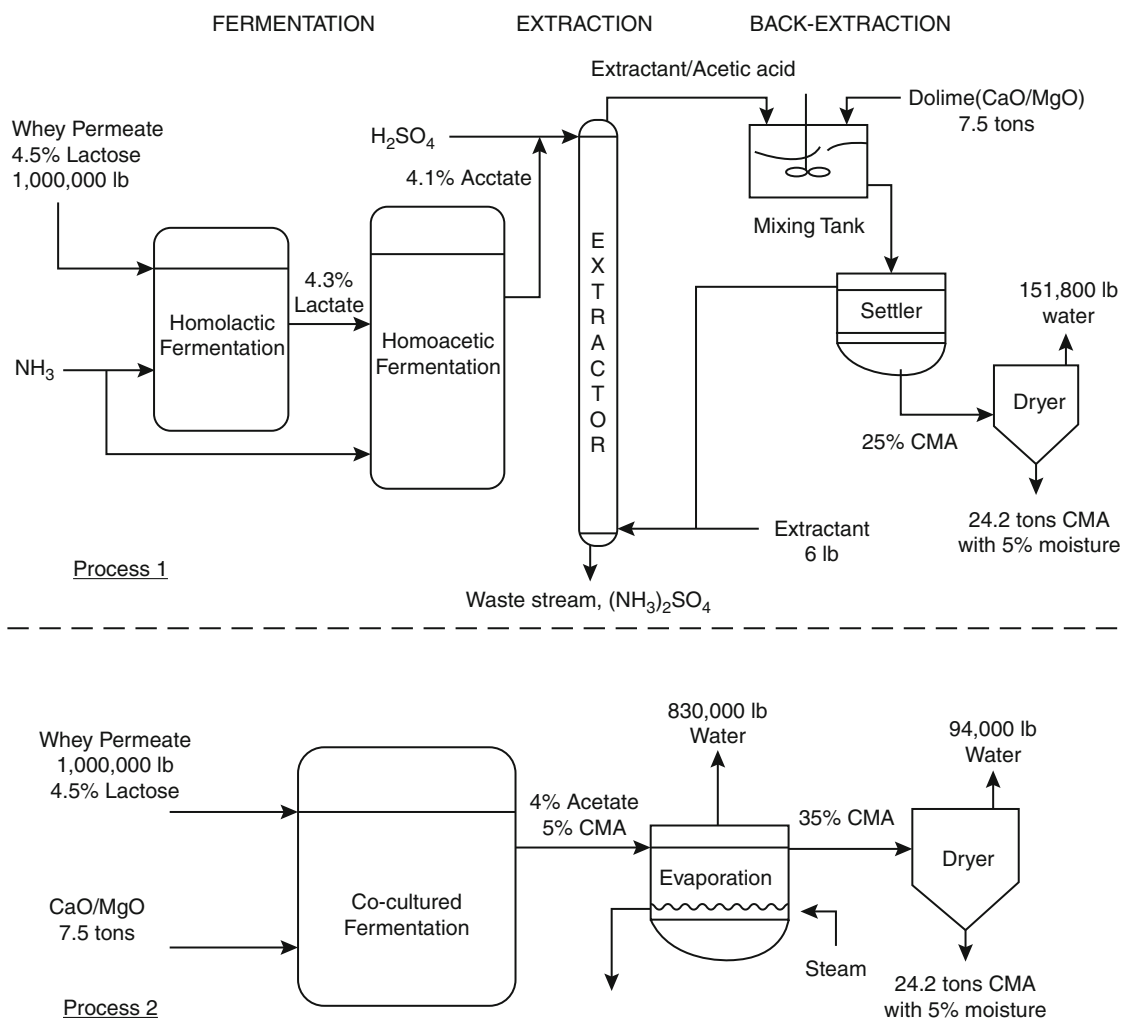 FERMENTATION
EXTRACTION
BACK-EXTRACTION
Extractant/Acetic acid
Dolime(CaO/MgO)
7.5 tons
Whey Permeate
4.5% Lactose
1,000,000 lb
H₂SO₄
4.1% Acctate
Mixing Tank
EXTRACTOR
4.3%
Lactate
Homolactic
Fermentation
Homoacetic
Fermentation
NH₃
Settler
151,800 lb
water
Dryer
25% CMA
24.2 tons CMA
with 5% moisture
Extractant
6 lb
Process 1
Waste stream, (NH₃)₂SO₄
830,000 lb
Water
94,000 lb
Water
Whey Permeate
1,000,000 lb
4.5% Lactose
4% Acetate
5% CMA
35% CMA
Evaporation
Dryer
CaO/MgO
7.5 tons
Co-cultured
Fermentation
Steam
24.2 tons CMA
with 5% moisture
Process 2